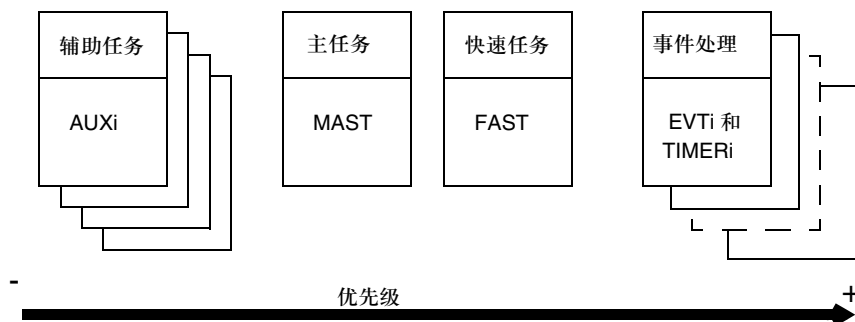 辅助任务
主任务
快速任务
事件处理
AUXi
MAST
FAST
EVTi 和
TIMERi
-
优先级
+